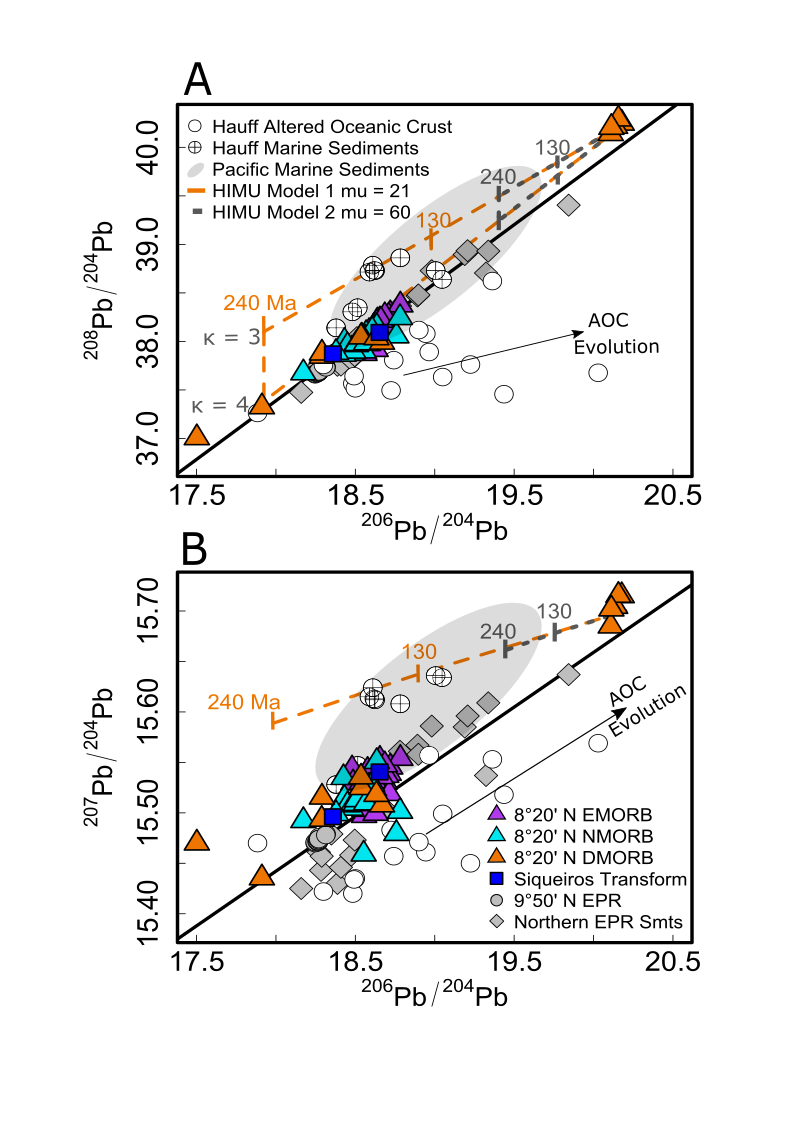 A
Hauff Altered Oceanic Crust
Hauff Marine Sediments
Pacific Marine Sediments
HIMU Model 1 mu = 21
HIMU Model 2 mu = 60
130
240
130
240 Ma
κ = 3
κ = 4
AOC
Evolution
40.0
39.0
38.0
37.0
208Pb/204Pb
17.5 18.5 19.5 20.5
206Pb/204Pb
B
130
240
130
240 Ma
AOC
Evolution
15.70
15.60
15.50
15.40
207Pb/204Pb
8°20' N EMORB
8°20' N NMORB
8°20' N DMORB
Siqueiros Transform
9°50' N EPR
Northern EPR Smts
17.5 18.5 19.5 20.5
206Pb/204Pb